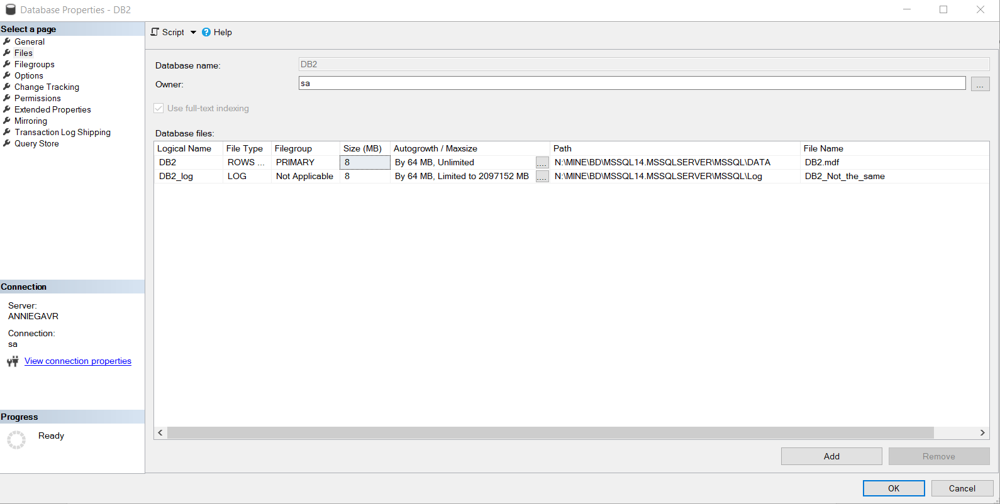 Database Properties - DB2
Select a page
General
Files
Filegroups
Options
Change Tracking
Permissions
Extended Properties
Mirroring
Transaction Log Shipping
Query Store
Connection
Server:
ANNIEGAVR
Connection:
sa
View connection properties
Progress
Ready
Script Help
Database name: DB2
Owner: sa ...
Use full-text indexing
Database files:
Logical Name File Type Filegroup Size (MB) Autogrowth / Maxsize Path File Name
DB2 ROWS ... PRIMARY 8 By 64 MB, Unlimited .... N:\MINE\BD\MSSQL14.MSSQLSERVER\MSSQL\DATA DB2.mdf
DB2_log LOG Not Applicable 8 By 64 MB, Limited to 2097152 MB .... N:\MINE\BD\MSSQL14.MSSQLSERVER\MSSQL\Log DB2_Not_the_same
Add Remove
OK Cancel